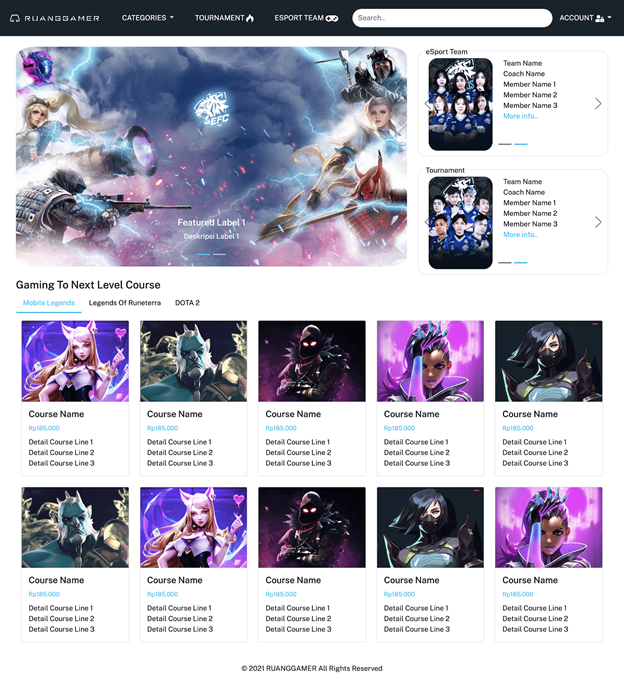 RUANGGAMER
CATEGORIES
TOURNAMENT
ESPORT TEAM
Search..
ACCOUNT
EFC
Featured Label 1
Deskripsi Label 1
eSport Team
Team Name
Coach Name
Member Name 1
Member Name 2
Member Name 3
More info..
Tournament
Team Name
Coach Name
Member Name 1
Member Name 2
Member Name 3
More info..
Gaming To Next Level Course
Mobile Legends
Legends Of Runeterra
DOTA 2
Course Name
Rp185.000
Detail Course Line 1
Detail Course Line 2
Detail Course Line 3
Course Name
Rp185.000
Detail Course Line 1
Detail Course Line 2
Detail Course Line 3
Course Name
Rp185.000
Detail Course Line 1
Detail Course Line 2
Detail Course Line 3
Course Name
Rp185.000
Detail Course Line 1
Detail Course Line 2
Detail Course Line 3
Course Name
Rp185.000
Detail Course Line 1
Detail Course Line 2
Detail Course Line 3
Course Name
Rp185.000
Detail Course Line 1
Detail Course Line 2
Detail Course Line 3
Course Name
Rp185.000
Detail Course Line 1
Detail Course Line 2
Detail Course Line 3
Course Name
Rp185.000
Detail Course Line 1
Detail Course Line 2
Detail Course Line 3
Course Name
Rp185.000
Detail Course Line 1
Detail Course Line 2
Detail Course Line 3
Course Name
Rp185.000
Detail Course Line 1
Detail Course Line 2
Detail Course Line 3
© 2021 RUANGGAMER All Rights Reserved